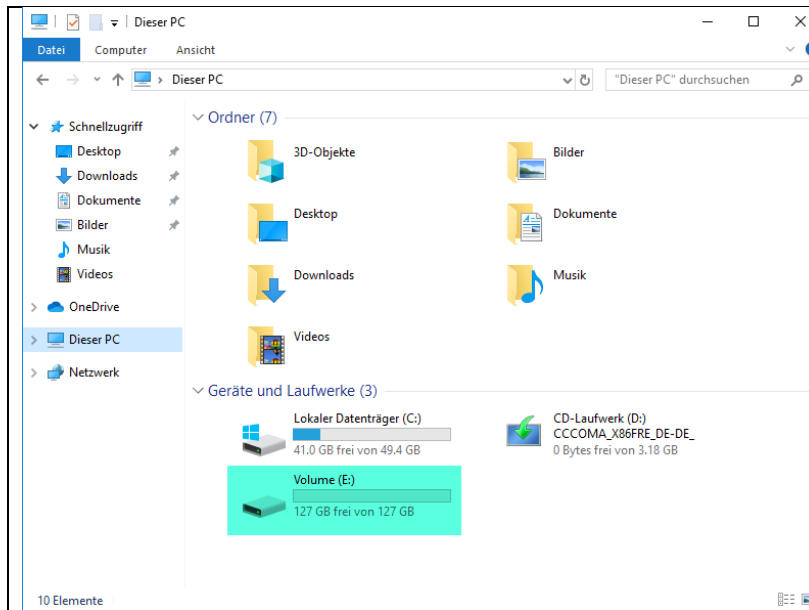 Dieser PC
Datei Computer Ansicht
Dieser PC "Dieser PC" durchsuchen
Schnellzugriff
Desktop
Downloads
Dokumente
Bilder
Musik
Videos
OneDrive
Dieser PC
Netzwerk
Ordner (7)
3D-Objekte Bilder
Desktop Dokumente
Downloads Musik
Videos
Geräte und Laufwerke (3)
Lokaler Datenträger (C:)
41.0 GB frei von 49.4 GB
CD-Laufwerk (D:)
CCCOMA_X86FRE_DE-DE_
0 Bytes frei von 3.18 GB
Volume (E:)
127 GB frei von 127 GB
10 Elemente